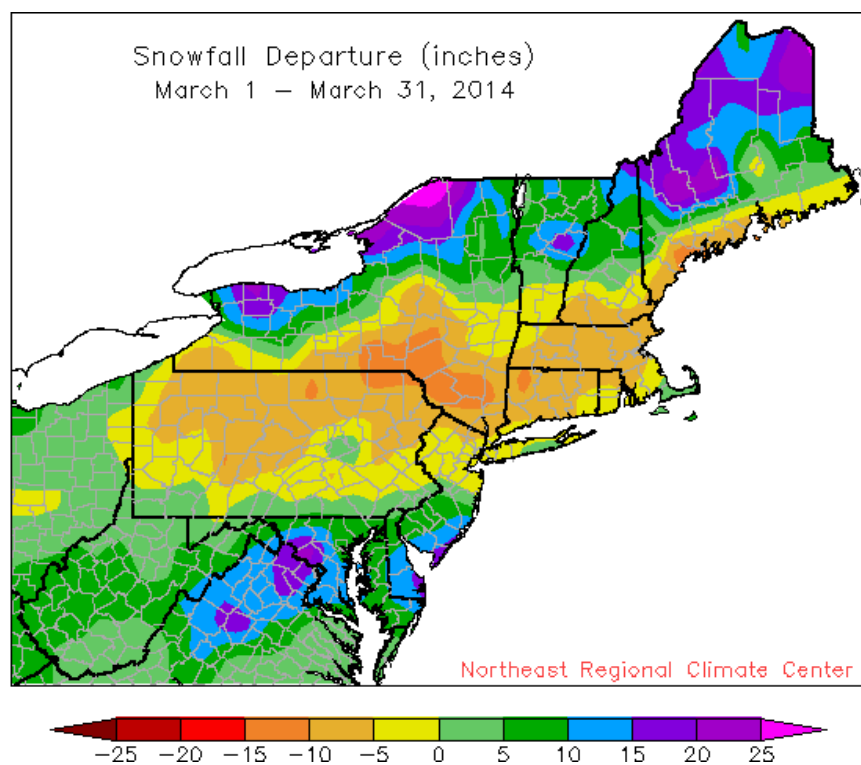 Snowfall Departure (inches)
March 1 – March 31, 2014
Northeast Regional Climate Center
-25 -20 -15 -10 -5 0 5 10 15 20 25